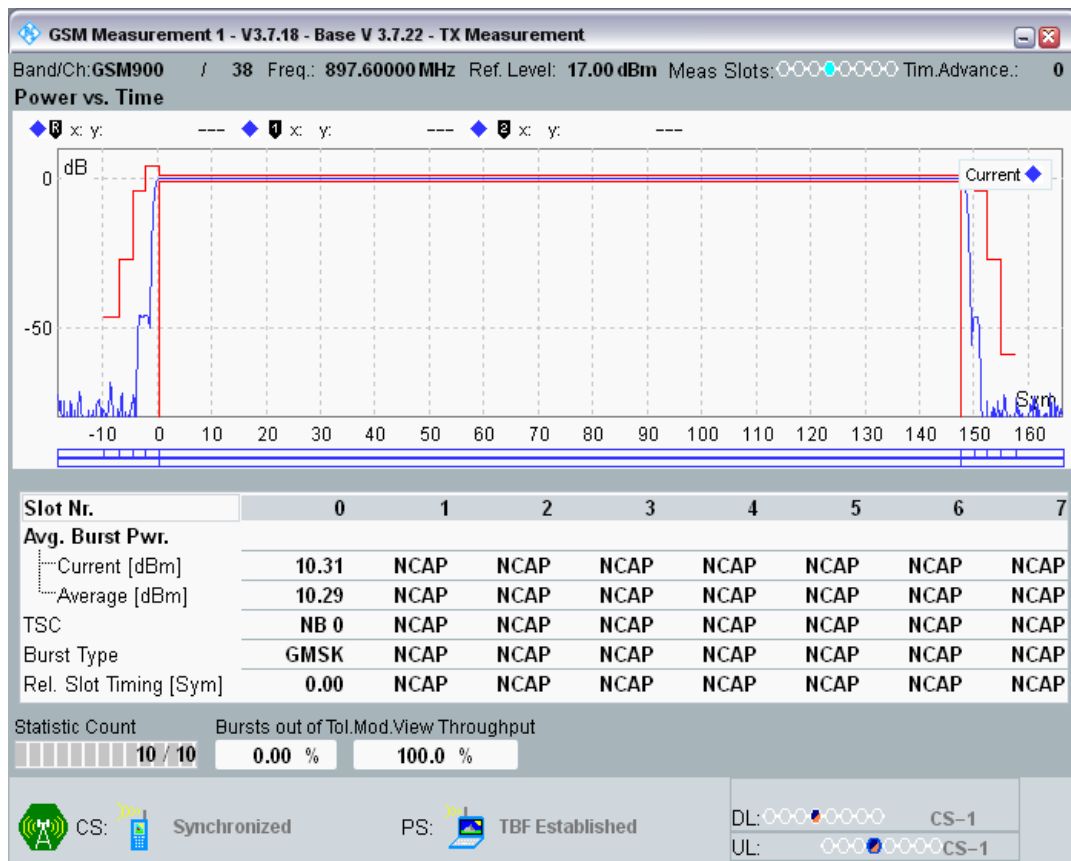 GSM Measurement 1 - V3.7.18 - Base V 3.7.22 - TX Measurement
Band/Ch:GSM900 / 38 Freq.: 897.60000 MHz Ref. Level: 17.00 dBm Meas Slots: Tim.Advance.: 0
Power vs. Time
R x: y: --- 1 x: y: --- 2 x: y: ---
dB
Current
0
-50
Sym
-10 0 10 20 30 40 50 60 70 80 90 100 110 120 130 140 150 160
Slot Nr. 0 1 2 3 4 5 6 7
Avg. Burst Pwr.
Current [dBm] 10.31 NCAP NCAP NCAP NCAP NCAP NCAP NCAP
Average [dBm] 10.29 NCAP NCAP NCAP NCAP NCAP NCAP NCAP
TSC NB 0 NCAP NCAP NCAP NCAP NCAP NCAP NCAP
Burst Type GMSK NCAP NCAP NCAP NCAP NCAP NCAP NCAP
Rel. Slot Timing [Sym] 0.00 NCAP NCAP NCAP NCAP NCAP NCAP NCAP
Statistic Count Bursts out of Tol.Mod.View Throughput
10 / 10 0.00 % 100.0 %
CS: Synchronized PS: TBF Established
DL: CS-1
UL: CS-1